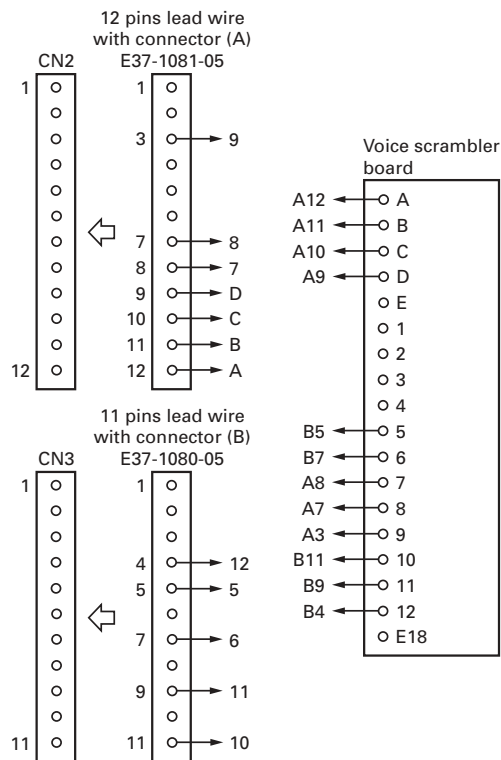 12 pins lead wire
with connector (A)
CN2
E37-1081-05
1
1
3
9
7
8
8
7
9
D
10
C
11
B
12
12
A
11 pins lead wire
with connector (B)
CN3
E37-1080-05
1
1
4
12
5
5
7
6
9
11
11
11
10
Voice scrambler
board
A12
A
A11
B
A10
C
A9
D
E
1
2
3
4
B5
5
B7
6
A8
7
A7
8
A3
9
B11
10
B9
11
B4
12
E18